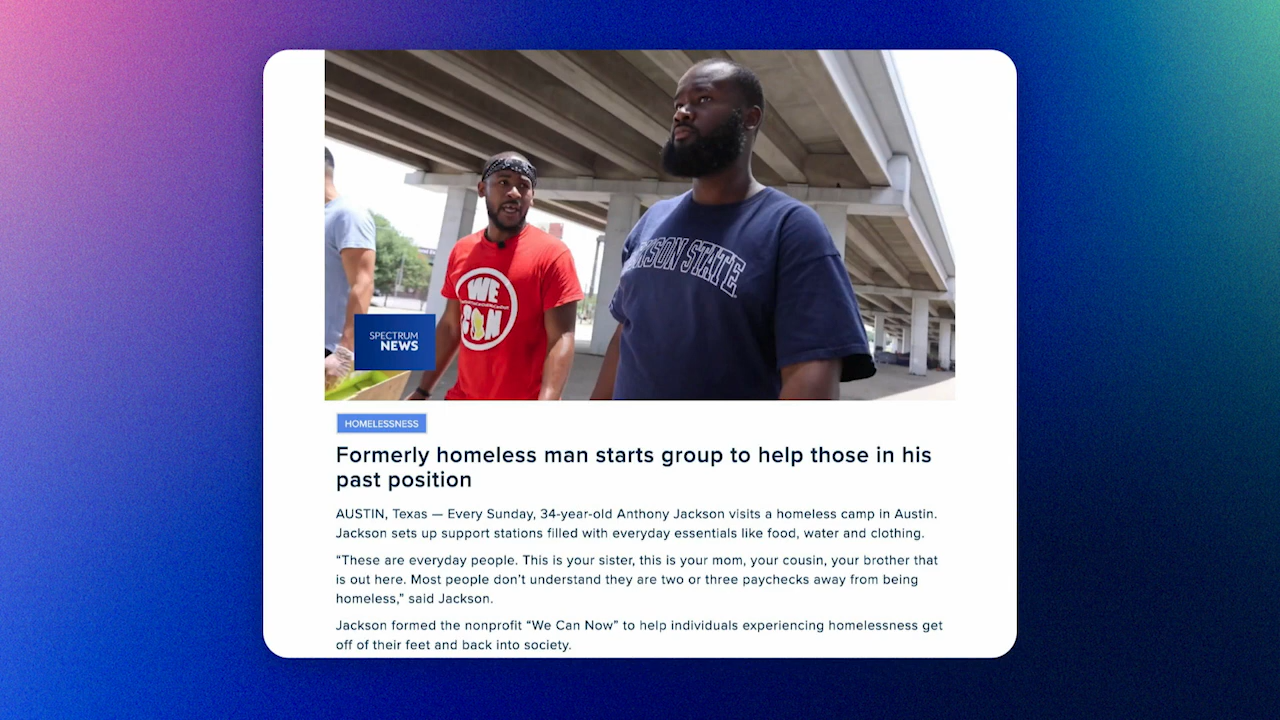 WE
SPECTRUM
NEWS
HOMELESSNESS
Formerly homeless man starts group to help those in his
past position
AUSTIN, Texas — Every Sunday, 34-year-old Anthony Jackson visits a homeless camp in Austin.
Jackson sets up support stations filled with everyday essentials like food, water and clothing.
“These are everyday people. This is your sister, this is your mom, your cousin, your brother that
is out here. Most people don’t understand they are two or three paychecks away from being
homeless,” said Jackson.
Jackson formed the nonprofit “We Can Now” to help individuals experiencing homelessness get
off of their feet and back into society.